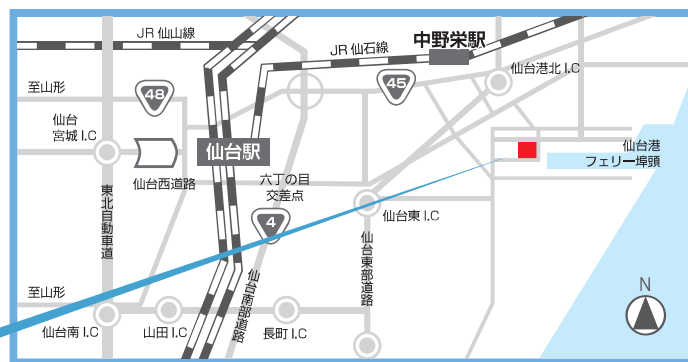 JR 仙山線
中野栄駅
JR 仙石線
仙台港北 I.C
至山形
48
45
仙台
宮城 I.C
仙台駅
仙台港
フェリー埠頭
仙台西道路
六丁の目
交差点
東北自動車道
4
仙台東 I.C
仙台東部道路
仙台南部道路
至山形
仙台南 I.C
山田 I.C
長町 I.C
N